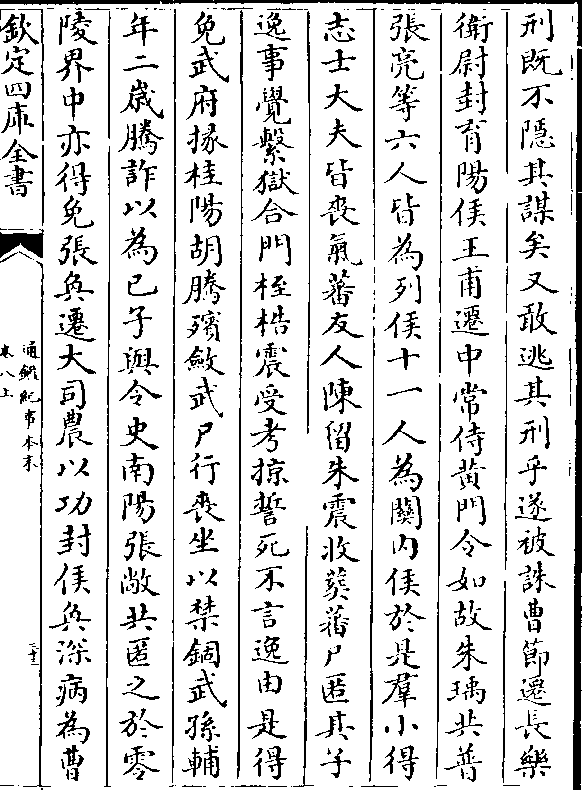 刑既不隠其謀矣又敢逃其刑乎遂被誅曹節遷長樂
衛尉封育陽侯王甫遷中常侍黄門令如故朱瑀共普
張亮等六人皆為列侯十一人為關内侯於是羣小得
志士大夫皆喪氣蕃友人陳留朱震收葬蕃尸匿其子
逸事覺繫獄合門桎梏震受考掠誓死不言逸由是得
免武府掾桂陽胡騰殯斂武尸行喪坐以禁錮武孫輔
年二歳騰詐以為已子與令史南陽張敞共匿之於零
陵界中亦得免張奐遷大司農以功封侯奐深病為曹
欽定四庫全書
通鑑紀事本末
卷八上